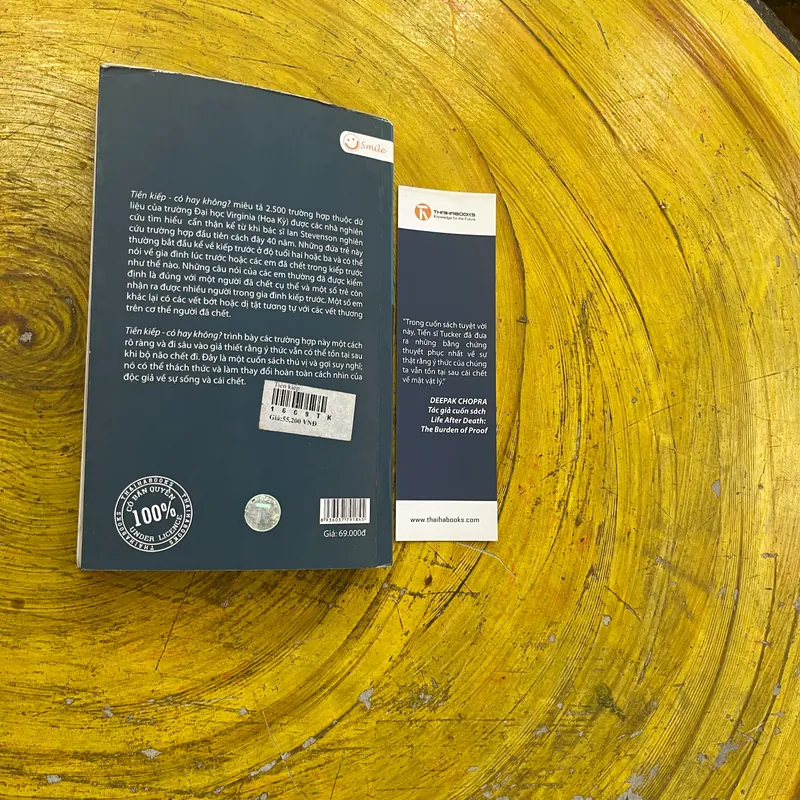 Smile
Tiền kiếp - có hay không? miêu tả 2.500 trường hợp thuộc dữ
liệu của trường Đại học Virginia (Hoa Kỳ) được các nhà nghiên
cứu tìm hiểu cẩn thận kể từ khi bác sĩ Ian Stevenson nghiên
cứu trường hợp đầu tiên cách đây 40 năm. Những đứa trẻ này
thường bắt đầu kể về kiếp trước ở độ tuổi hai hoặc ba và có thể
nói về gia đình lúc trước hoặc các em đã chết trong kiếp trước
như thế nào. Những câu nói của các em thường đã được kiểm
định là đúng với một người đã chết cụ thể và một số trẻ còn
nhận ra được nhiều người trong gia đình kiếp trước. Một số em
khác lại có các vết bớt hoặc dị tật tương tự với các vết thương
trên cơ thể người đã chết.
Tiền kiếp - có hay không? trình bày các trường hợp này một cách
rõ ràng và đi sâu vào giả thiết rằng ý thức vẫn có thể tồn tại sau
khi bộ não chết đi. Đây là một cuốn sách thú vị và gợi suy nghĩ;
nó có thể thách thức và làm thay đổi hoàn toàn cách nhìn của
độc giả về sự sống và cái chết.
Tiền kiếp
1669TK
Giá:55,200 VNĐ
THAIHABOOKS THAIHABOOKS THAIHABOOKS
CÓ BẢN QUYỀN
100%
UNDER LICENCE
8936037791845
Giá: 69.000đ
THAIHABOOKS
Knowledge for the Future
"Trong cuốn sách tuyệt vời
này, Tiến sĩ Tucker đã đưa
ra những bằng chứng
thuyết phục nhất về sự
thật rằng ý thức của chúng
ta vẫn tồn tại sau cái chết
về mặt vật lý."
DEEPAK CHOPRA
Tác giả cuốn sách
Life After Death:
The Burden of Proof
www.thaihabooks.com